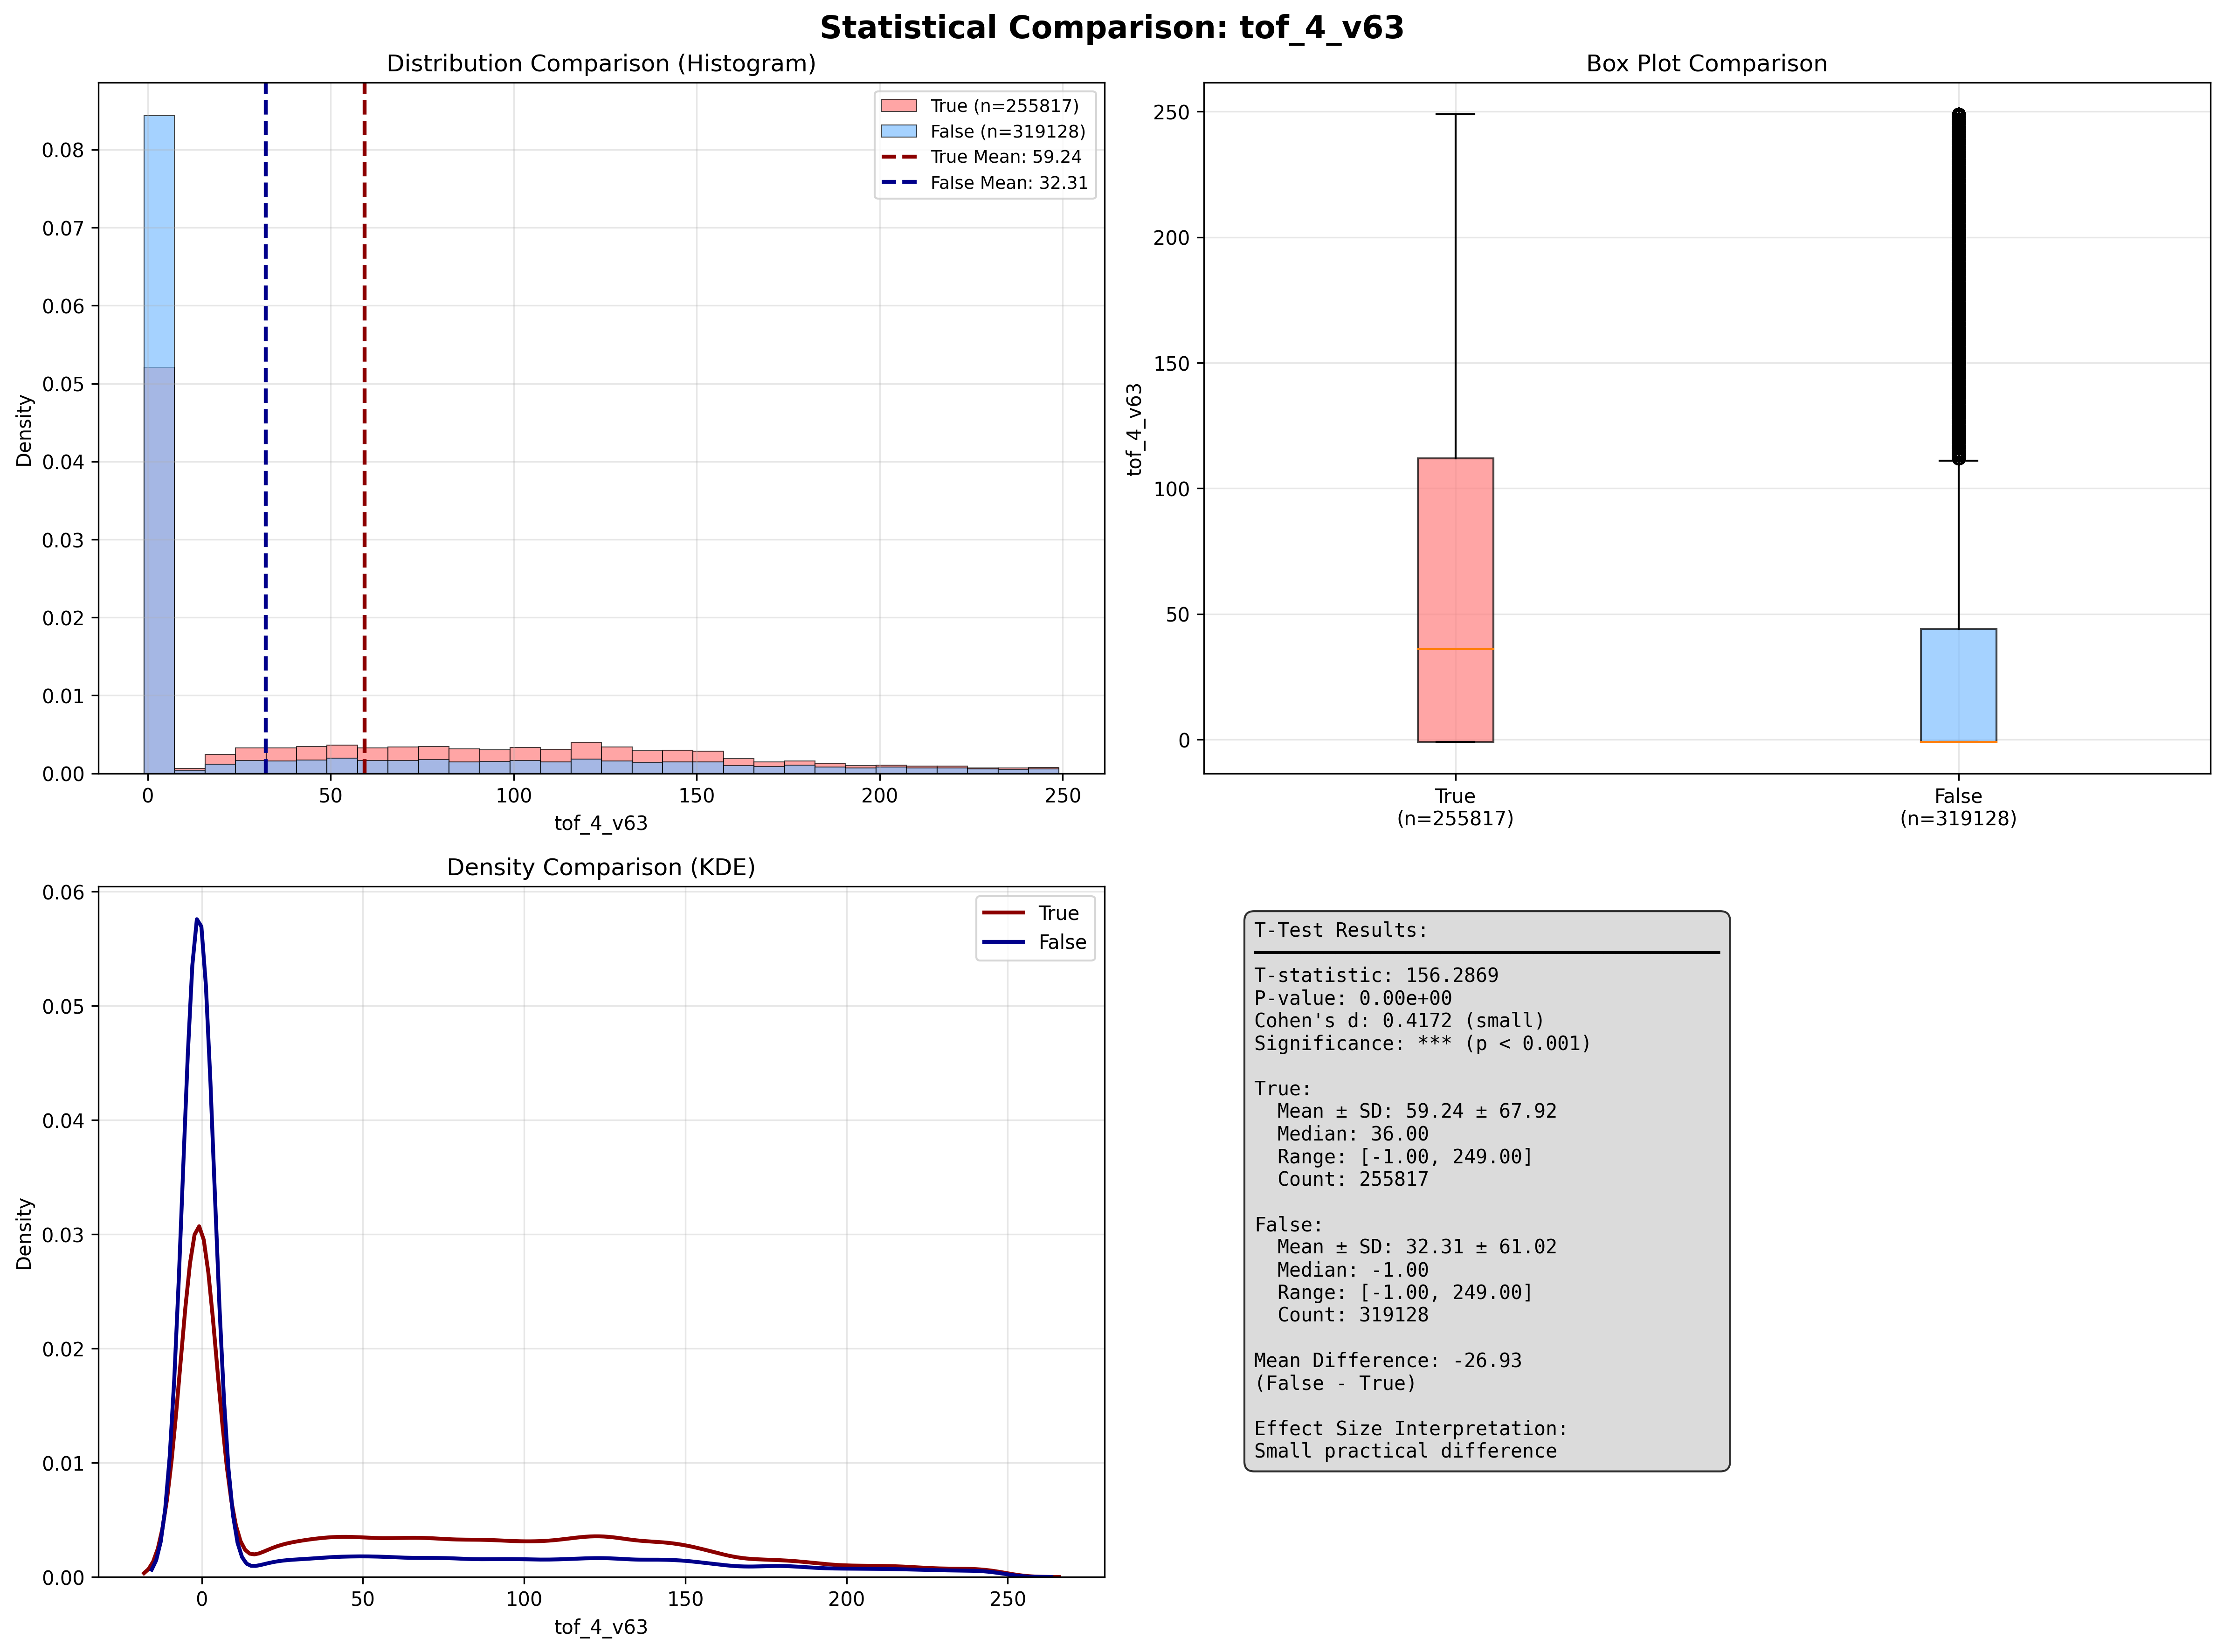 Statistical Comparison: tof_4_v63
Distribution Comparison (Histogram)
Density
0.08
0.07
0.06
0.05
0.04
0.03
0.02
0.01
0.00
True (n=255817)
False (n=319128)
True Mean: 59.24
False Mean: 32.31
0
50
100
150
200
250
tof_4_v63
Box Plot Comparison
tof_4_v63
250
200
150
100
50
0
True
(n=255817)
False
(n=319128)
Density Comparison (KDE)
Density
0.06
0.05
0.04
0.03
0.02
0.01
0.00
True
False
0
50
100
150
200
250
tof_4_v63
T-Test Results:
T-statistic: 156.2869
P-value: 0.00e+00
Cohen's d: 0.4172 (small)
Significance: *** (p < 0.001)
True:
Mean ± SD: 59.24 ± 67.92
Median: 36.00
Range: [-1.00, 249.00]
Count: 255817
False:
Mean ± SD: 32.31 ± 61.02
Median: -1.00
Range: [-1.00, 249.00]
Count: 319128
Mean Difference: -26.93
(False - True)
Effect Size Interpretation:
Small practical difference